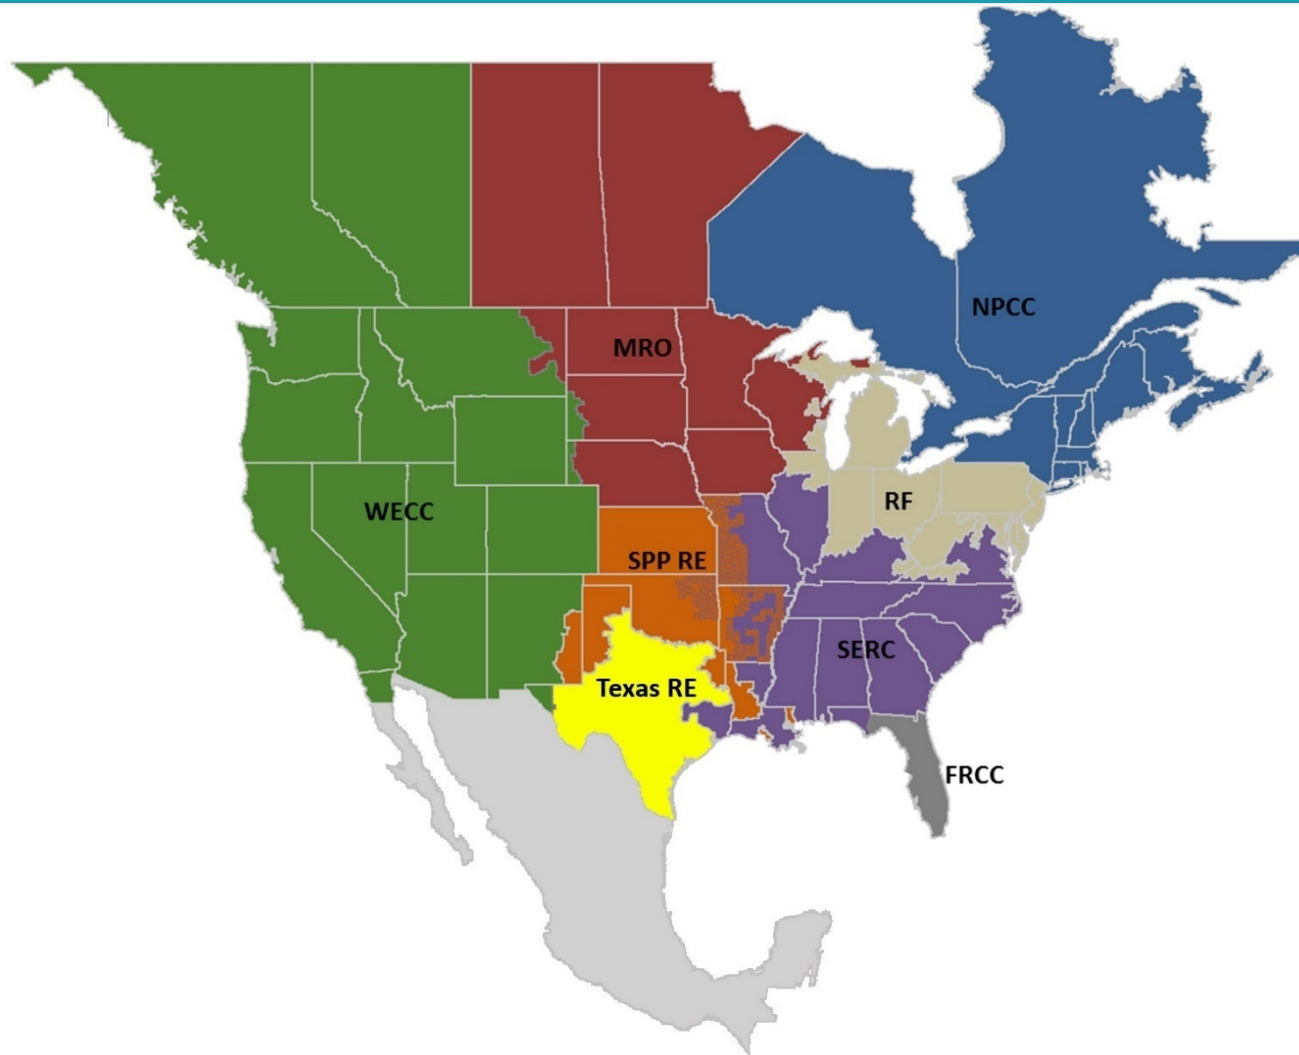 NPCC
MRO
RF
WECC
SPP RE
SERC
Texas RE
FRCC